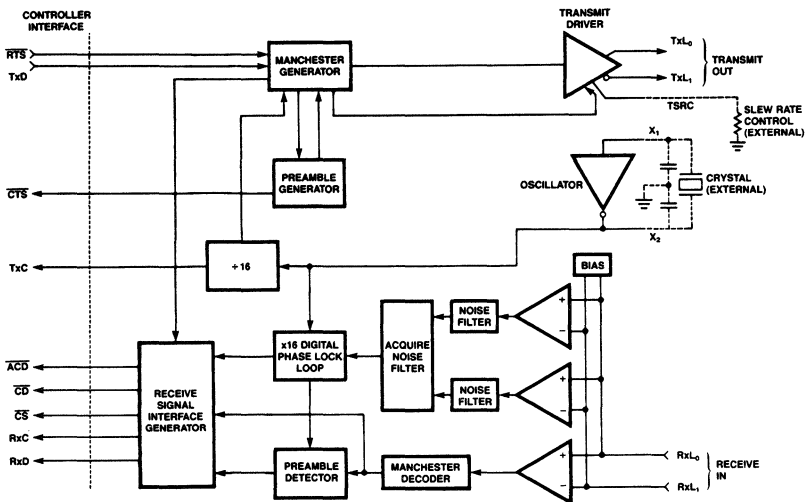 CONTROLLER
INTERFACE
TRANSMIT
DRIVER
RTS
TxD
MANCHESTER
GENERATOR
TxL0
TxL1
TRANSMIT
OUT
TSRC
SLEW RATE
CONTROL
(EXTERNAL)
X1
PREAMBLE
GENERATOR
CTS
OSCILLATOR
CRYSTAL
(EXTERNAL)
X2
TxC
÷16
BIAS
NOISE
FILTER
+
−
x16 DIGITAL
PHASE LOCK
LOOP
ACQUIRE
NOISE
FILTER
ACD
CD
CS
RxC
RxD
RECEIVE
SIGNAL
INTERFACE
GENERATOR
NOISE
FILTER
+
−
PREAMBLE
DETECTOR
MANCHESTER
DECODER
+
−
RxL0
RxL1
RECEIVE
IN